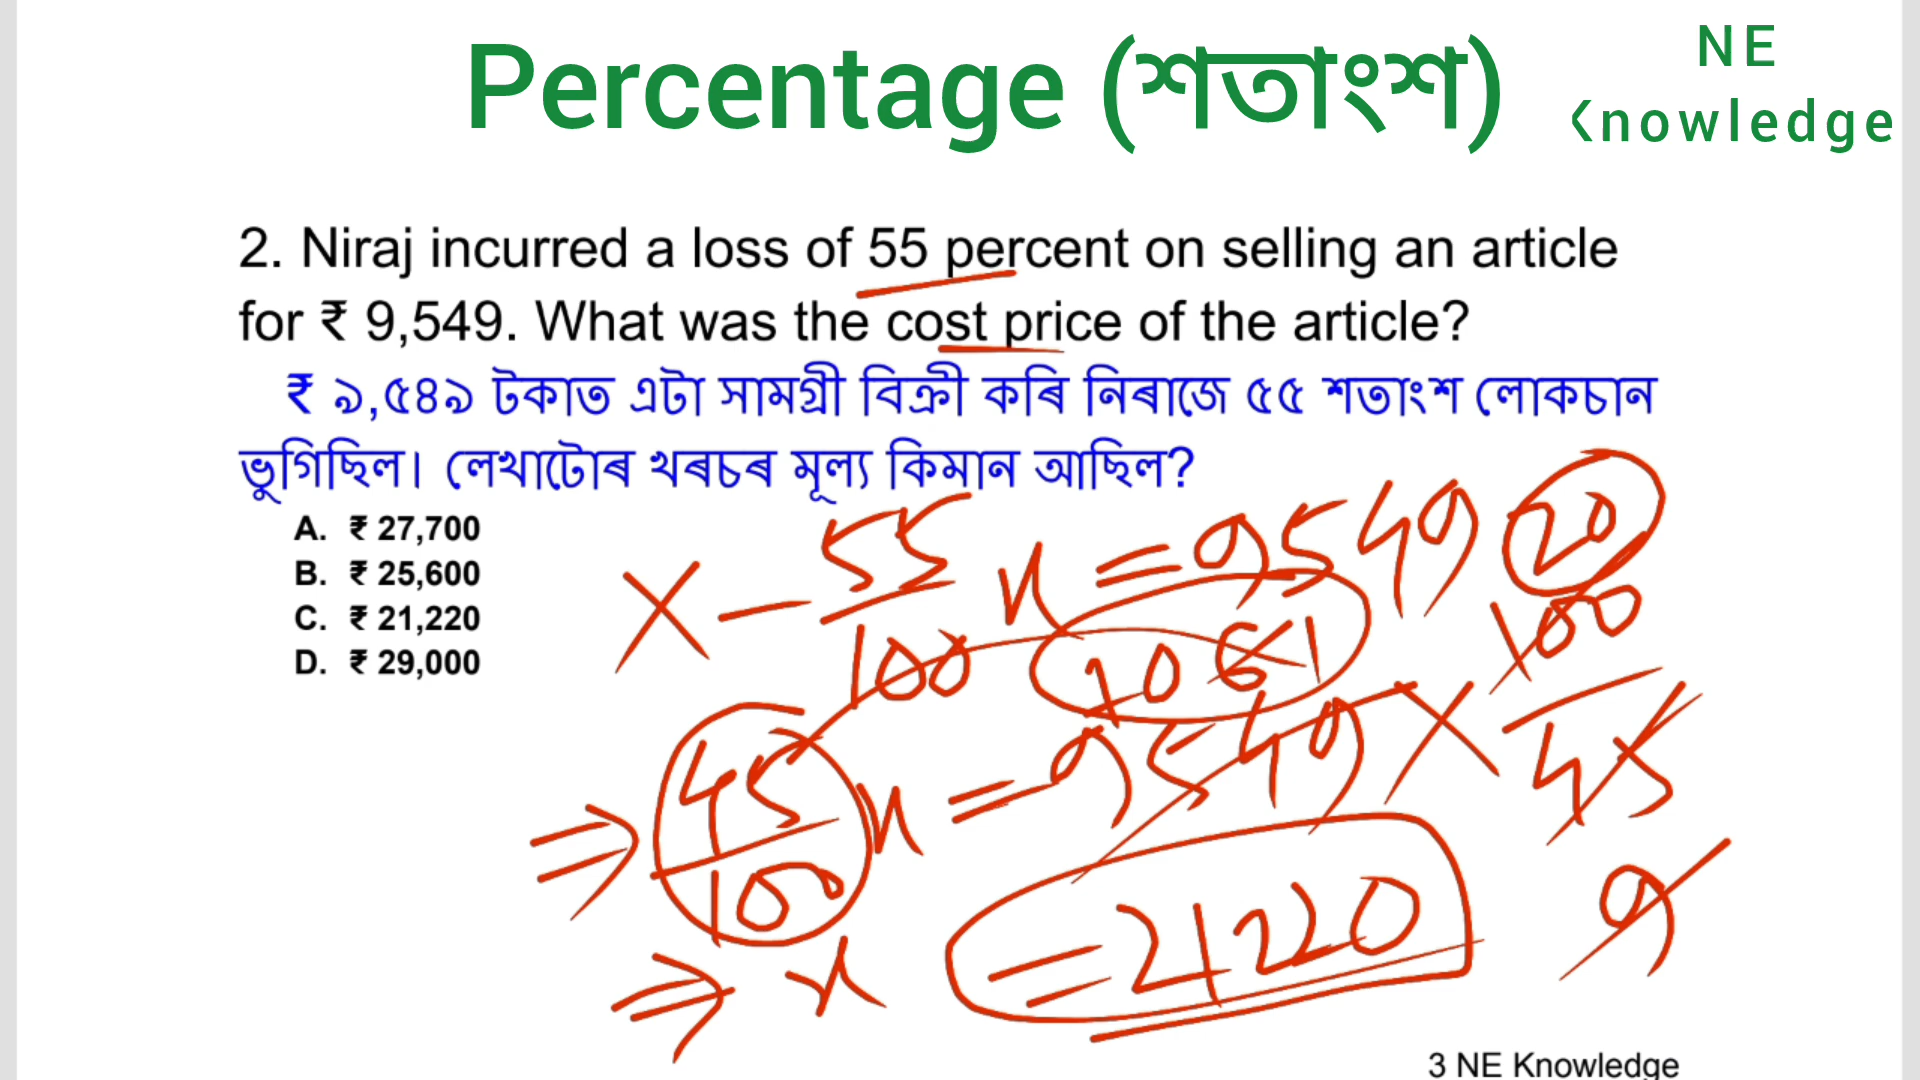 Percentage (শতাংশ)
NE
Knowledge
2. Niraj incurred a loss of 55 percent on selling an article
for ₹ 9,549. What was the cost price of the article?
₹ ৯,৫৪৯ টকাত এটা সামগ্ৰী বিক্ৰী কৰি নিৰাজে ৫৫ শতাংশ লোকচান
ভুগিছিল। লেখাটোৰ খৰচৰ মূল্য কিমান আছিল?
A. ₹ 27,700
B. ₹ 25,600
C. ₹ 21,220
D. ₹ 29,000
x - 55/100 x = 9549
1061 20
⇒ 45/100 x = 9549 × 100/45
9
⇒ x = 21220
3 NE Knowledge